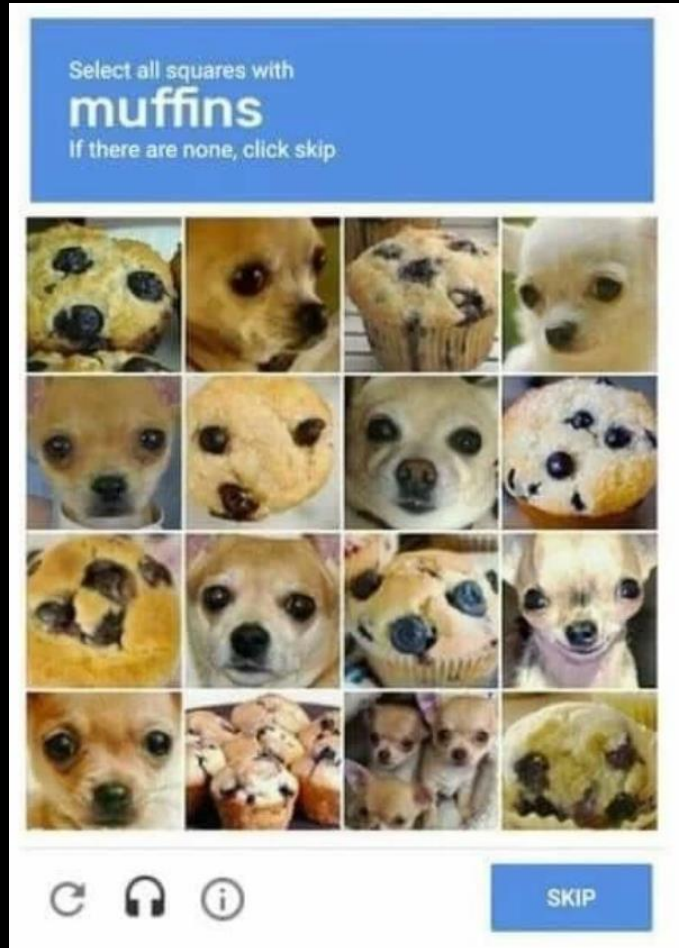 Select all squares with
muffins
If there are none, click skip
SKIP